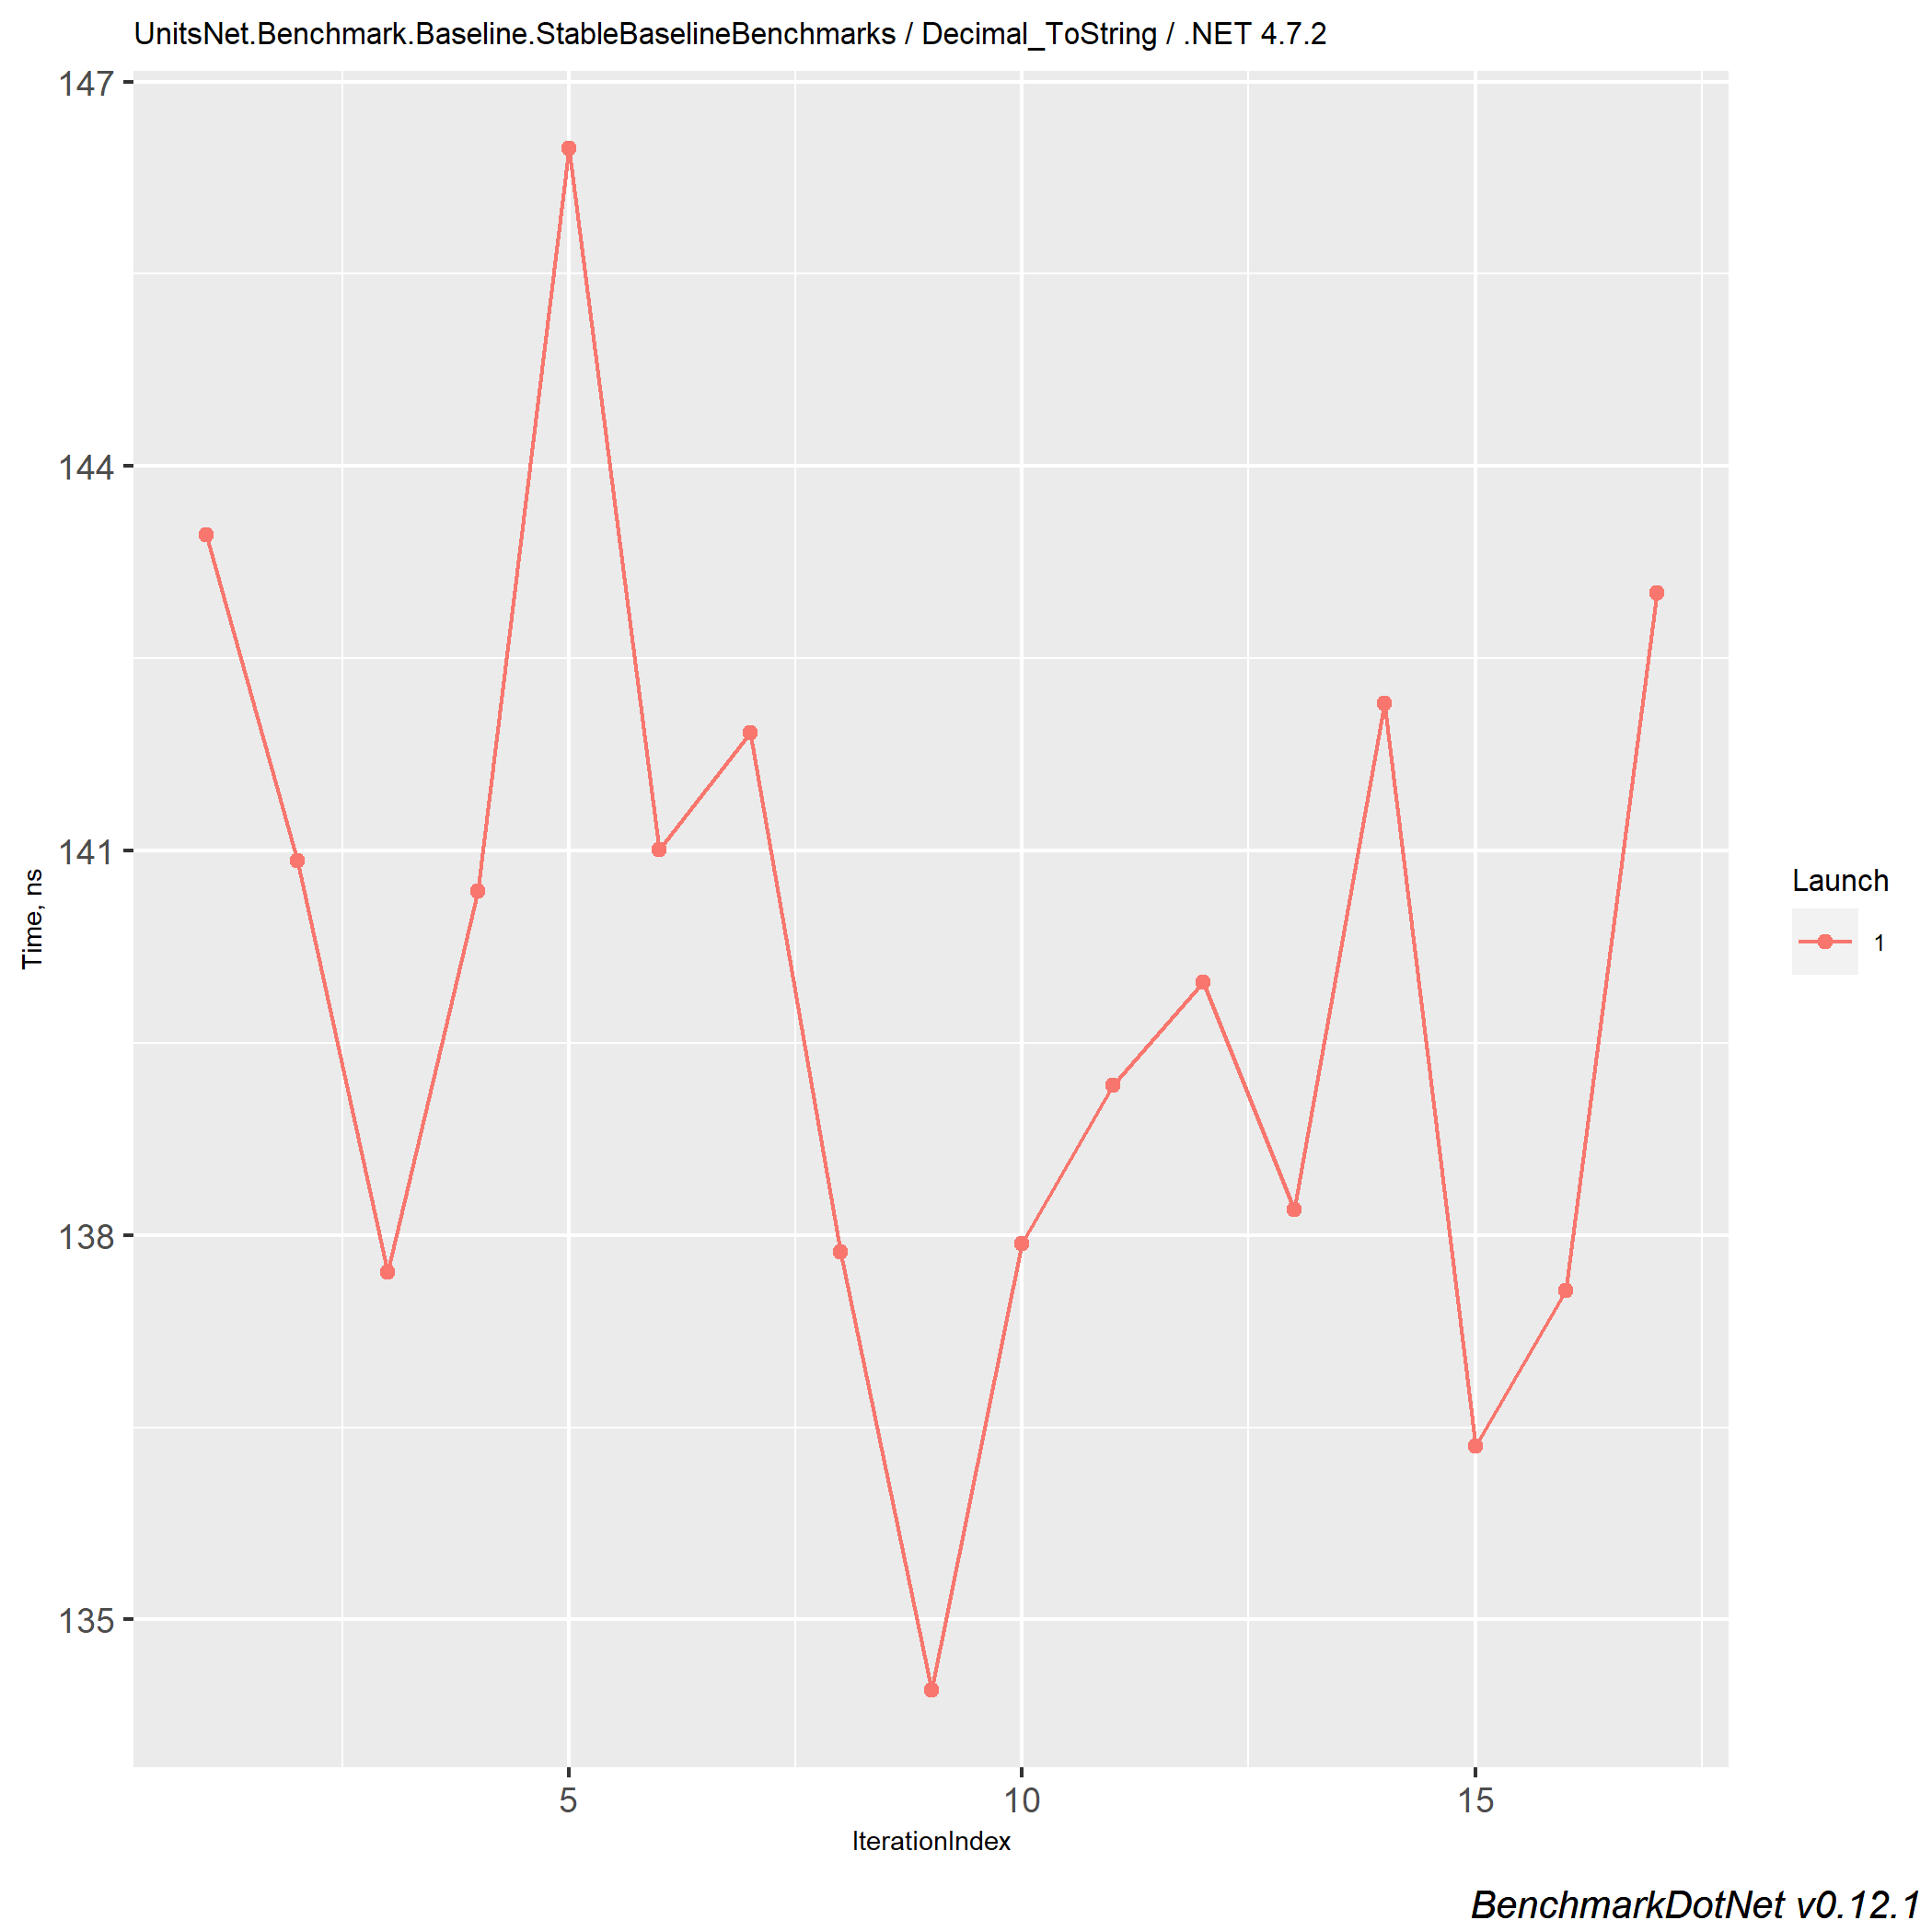 UnitsNet.Benchmark.Baseline.StableBaselineBenchmarks / Decimal_ToString / .NET 4.7.2
147
144
141
138
135
Time, ns
5 10 15
IterationIndex
Launch
1
BenchmarkDotNet v0.12.1